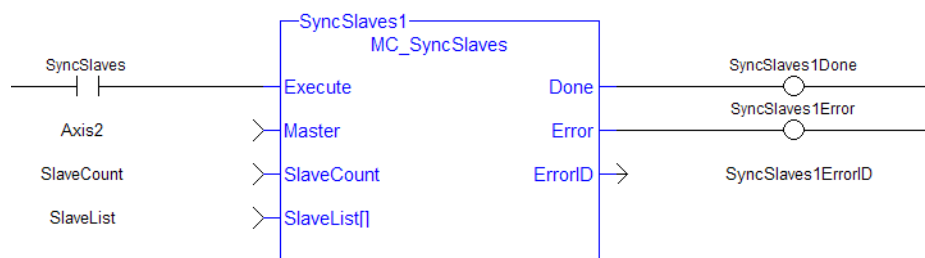 SyncSlaves1
MC_SyncSlaves
SyncSlaves Execute Done SyncSlaves1Done
Axis2 Master Error SyncSlaves1Error
SlaveCount SlaveCount ErrorID SyncSlaves1ErrorID
SlaveList SlaveList[]